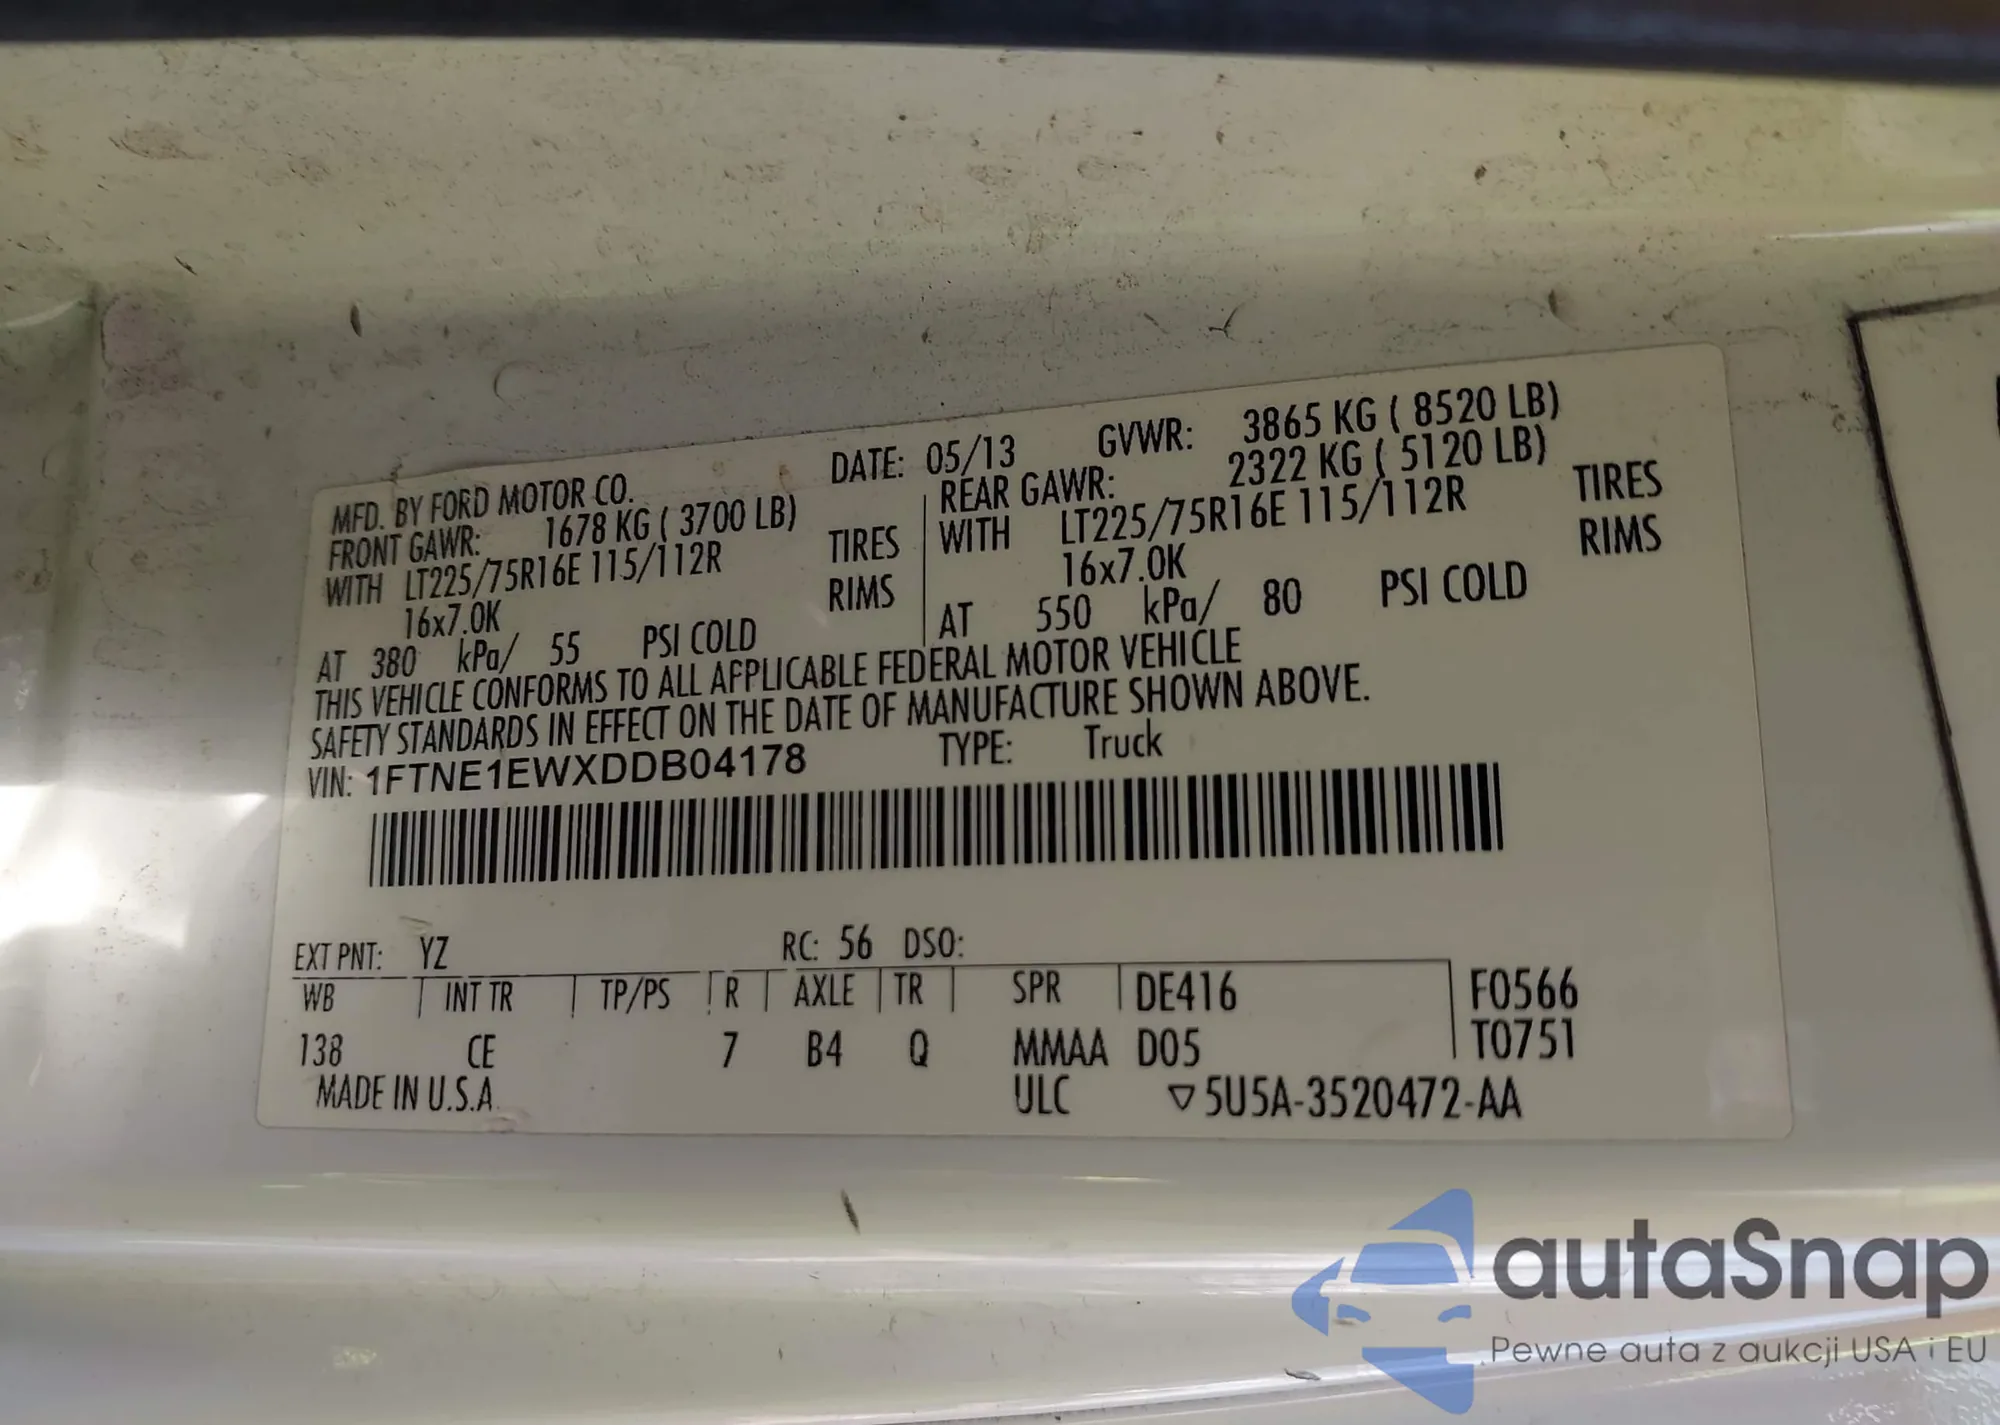 MFD. BY FORD MOTOR CO. DATE: 05/13 GVWR: 3865 KG ( 8520 LB)
FRONT GAWR: 1678 KG ( 3700 LB) REAR GAWR: 2322 KG ( 5120 LB)
WITH LT225/75R16E 115/112R TIRES WITH LT225/75R16E 115/112R TIRES
16x7.0K RIMS 16x7.0K RIMS
AT 380 kPa/ 55 PSI COLD AT 550 kPa/ 80 PSI COLD
THIS VEHICLE CONFORMS TO ALL APPLICABLE FEDERAL MOTOR VEHICLE
SAFETY STANDARDS IN EFFECT ON THE DATE OF MANUFACTURE SHOWN ABOVE.
VIN: 1FTNE1EWXDDB04178 TYPE: Truck
EXT PNT: YZ RC: 56 DSO:
WB INT TR TP/PS R AXLE TR SPR DE416 F0566
138 CE 7 B4 Q MMAA D05 T0751
MADE IN U.S.A. ULC ▽5U5A-3520472-AA
autaSnap
Pewne auta z aukcji USA i EU